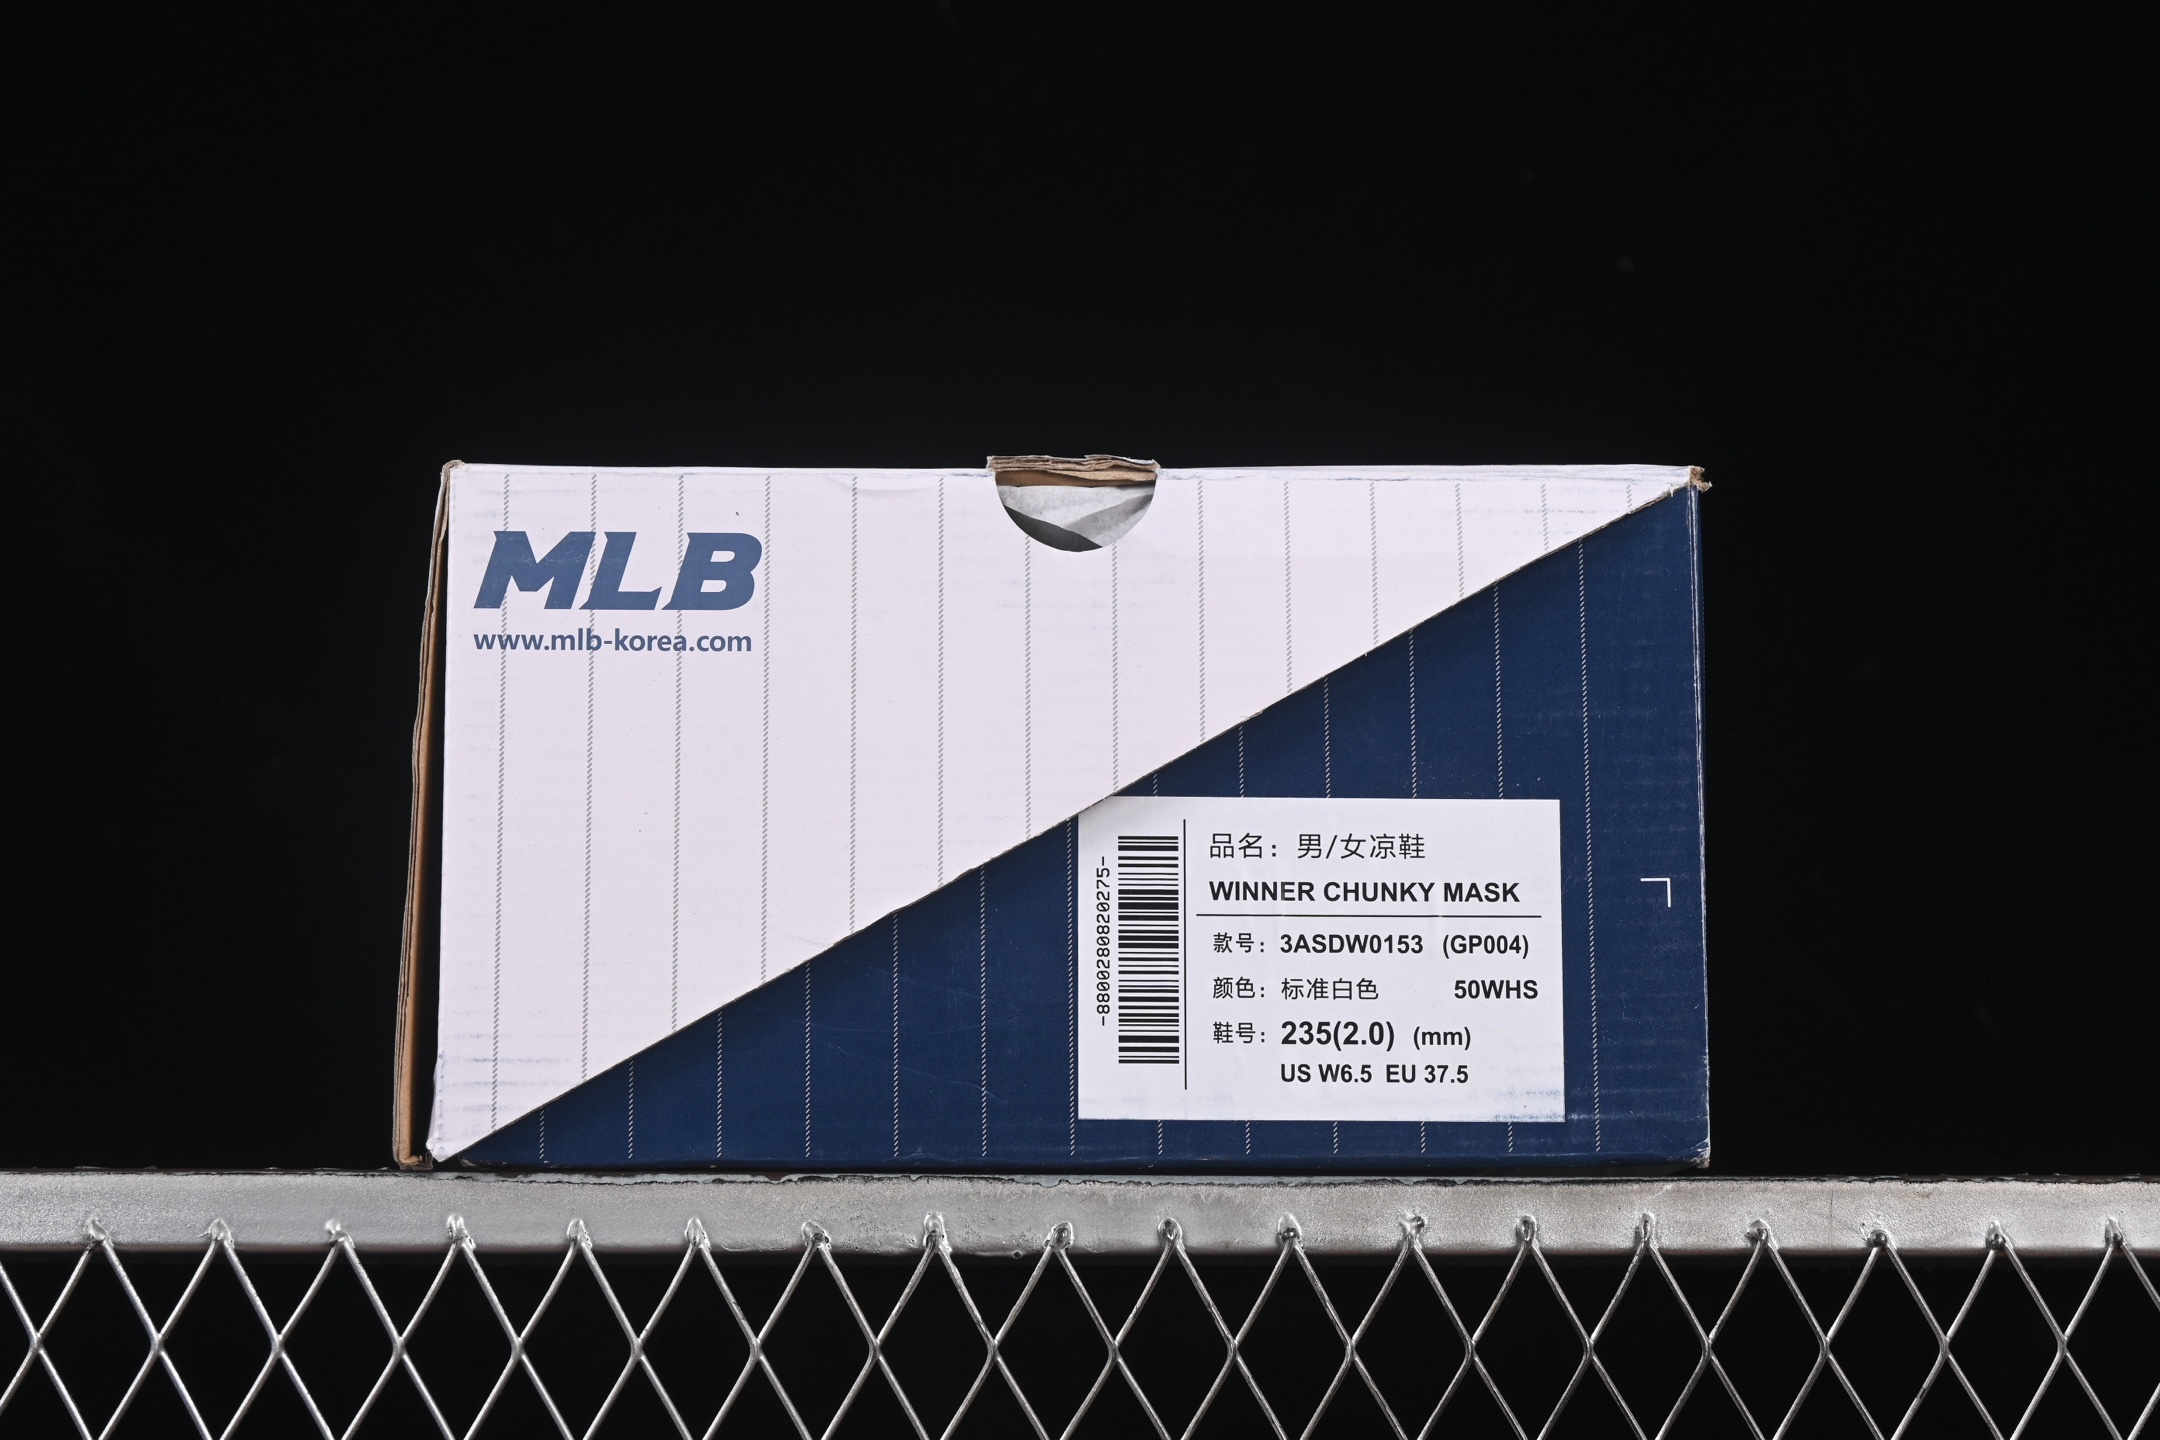 MLB
www.mlb-korea.com
-8800280820275-
品名：男/女凉鞋
WINNER CHUNKY MASK
款号：3ASDW0153 (GP004)
颜色：标准白色 50WHS
鞋号：235(2.0) (mm)
US W6.5 EU 37.5